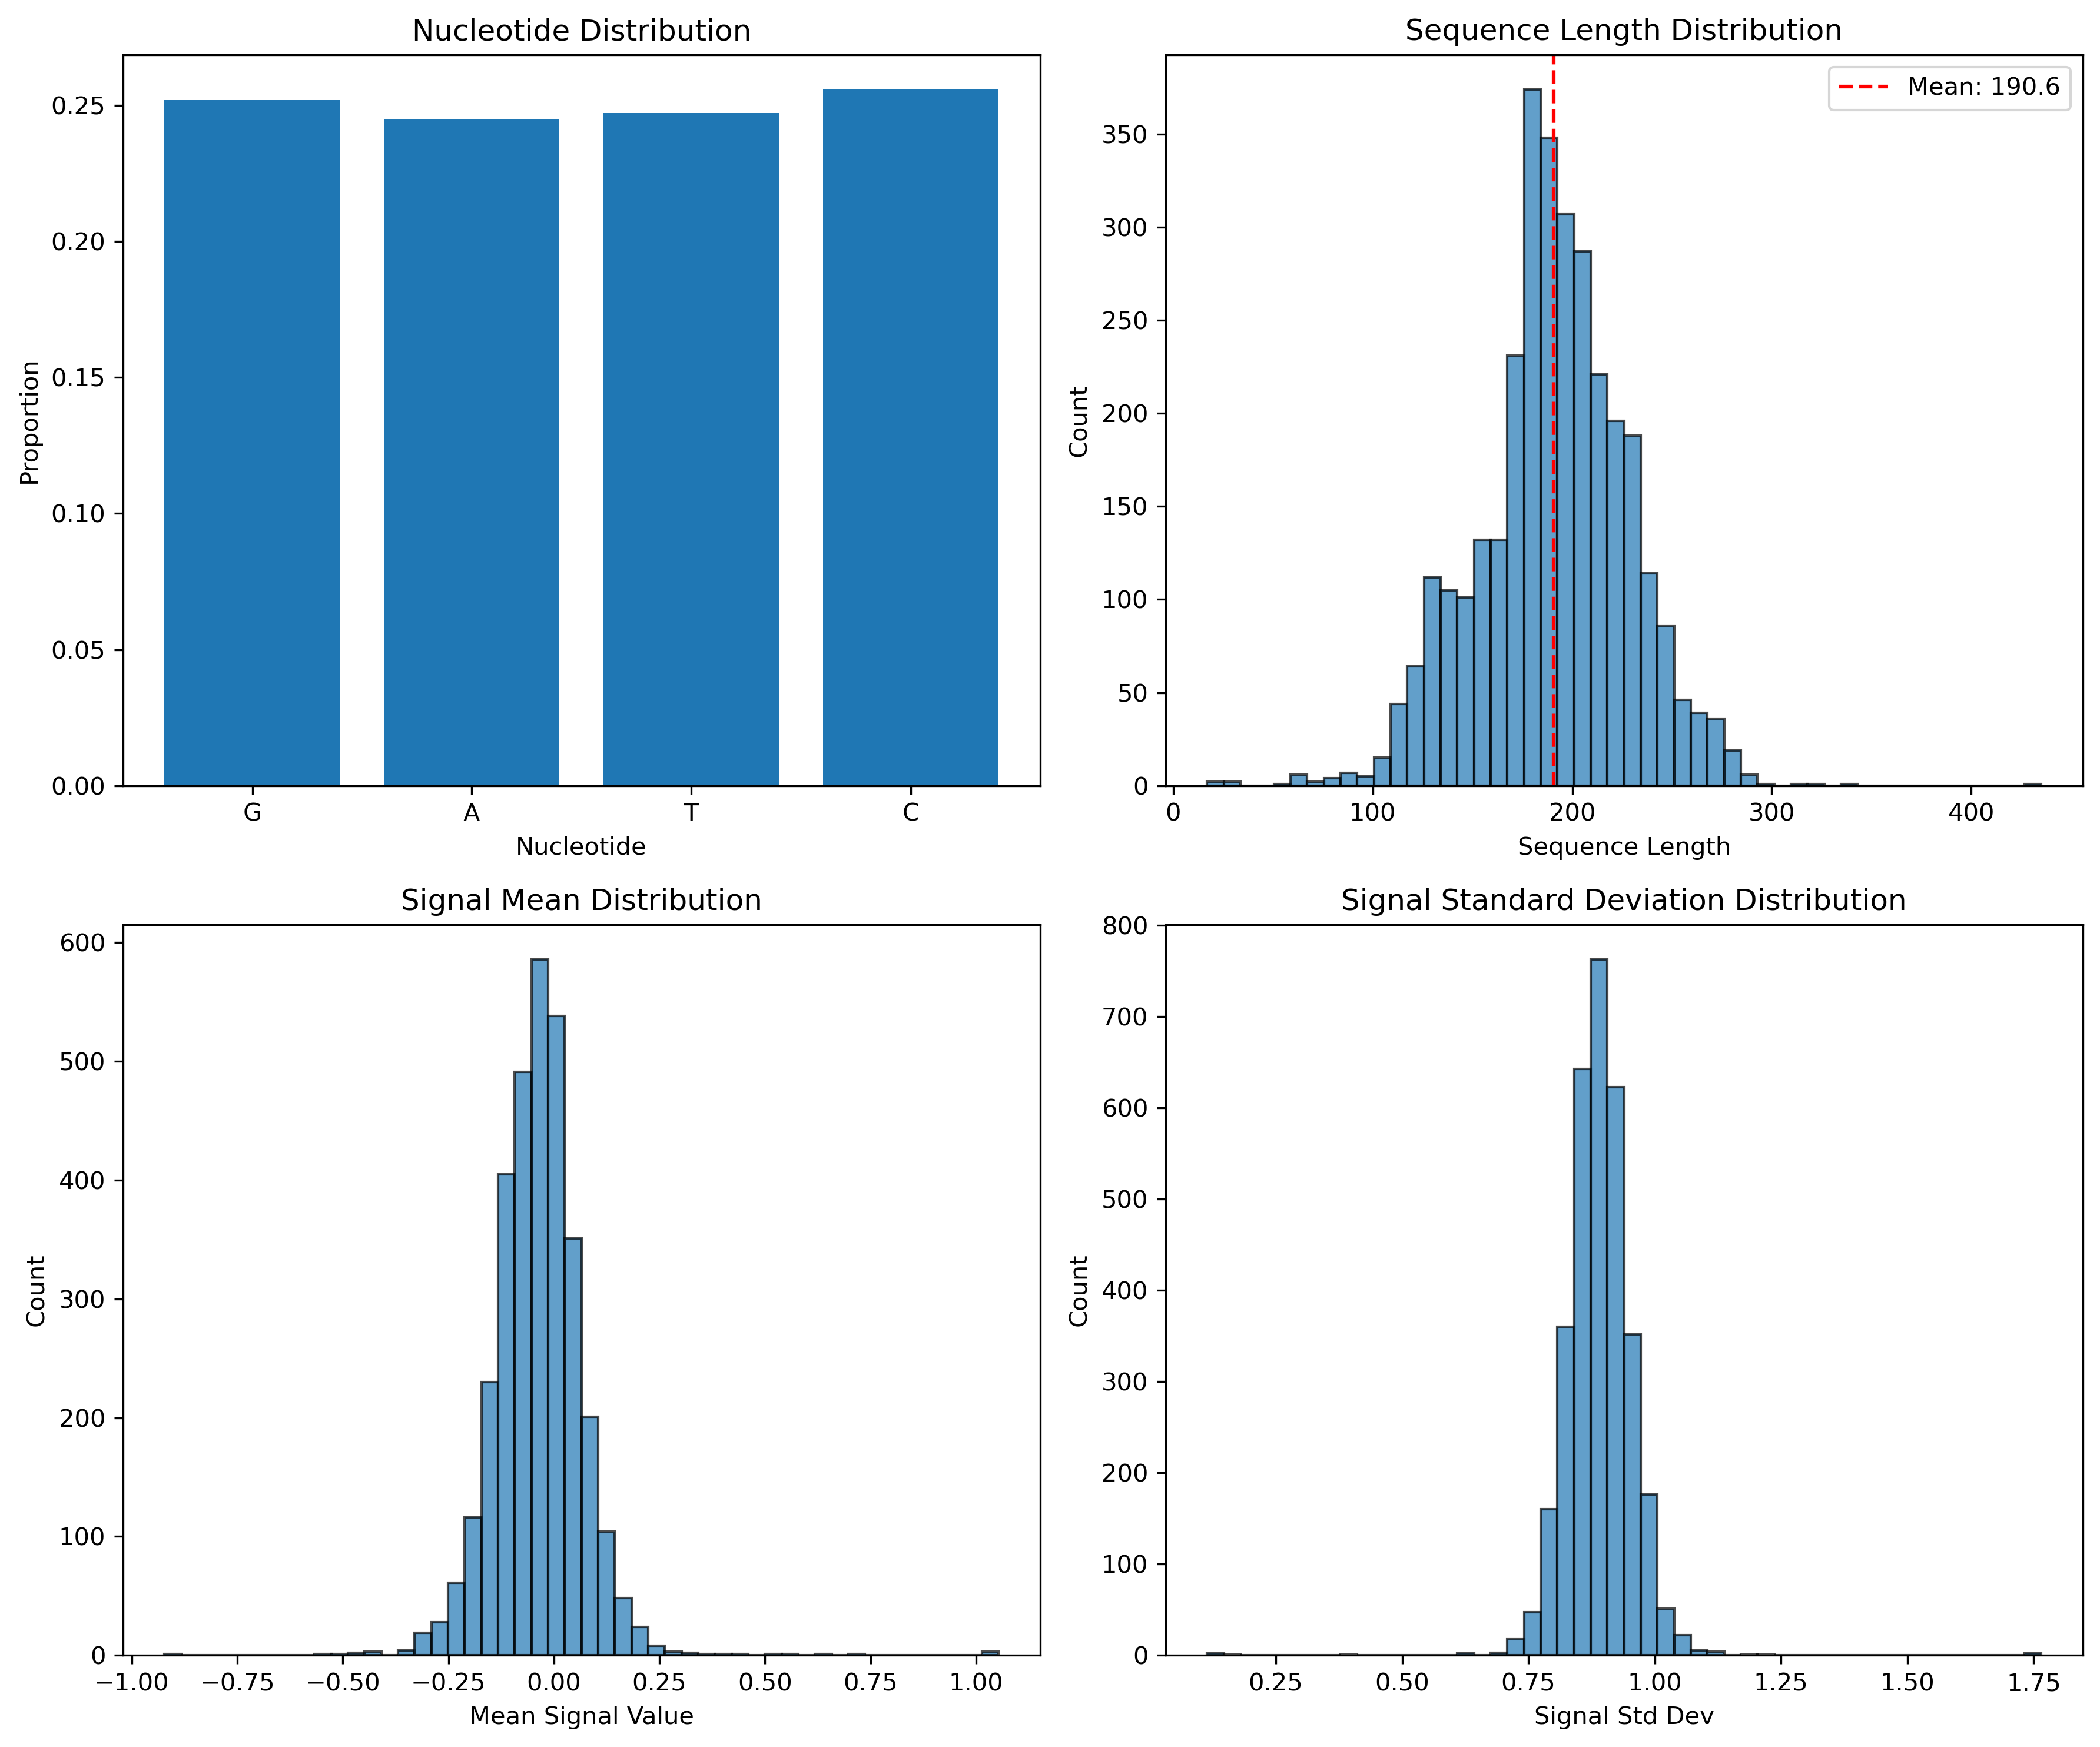 Nucleotide Distribution
Proportion
0.25
0.20
0.15
0.10
0.05
0.00
G A T C
Nucleotide
Sequence Length Distribution
Mean: 190.6
Count
350
300
250
200
150
100
50
0
0 100 200 300 400
Sequence Length
Signal Mean Distribution
Count
600
500
400
300
200
100
0
−1.00 −0.75 −0.50 −0.25 0.00 0.25 0.50 0.75 1.00
Mean Signal Value
Signal Standard Deviation Distribution
Count
800
700
600
500
400
300
200
100
0
0.25 0.50 0.75 1.00 1.25 1.50 1.75
Signal Std Dev